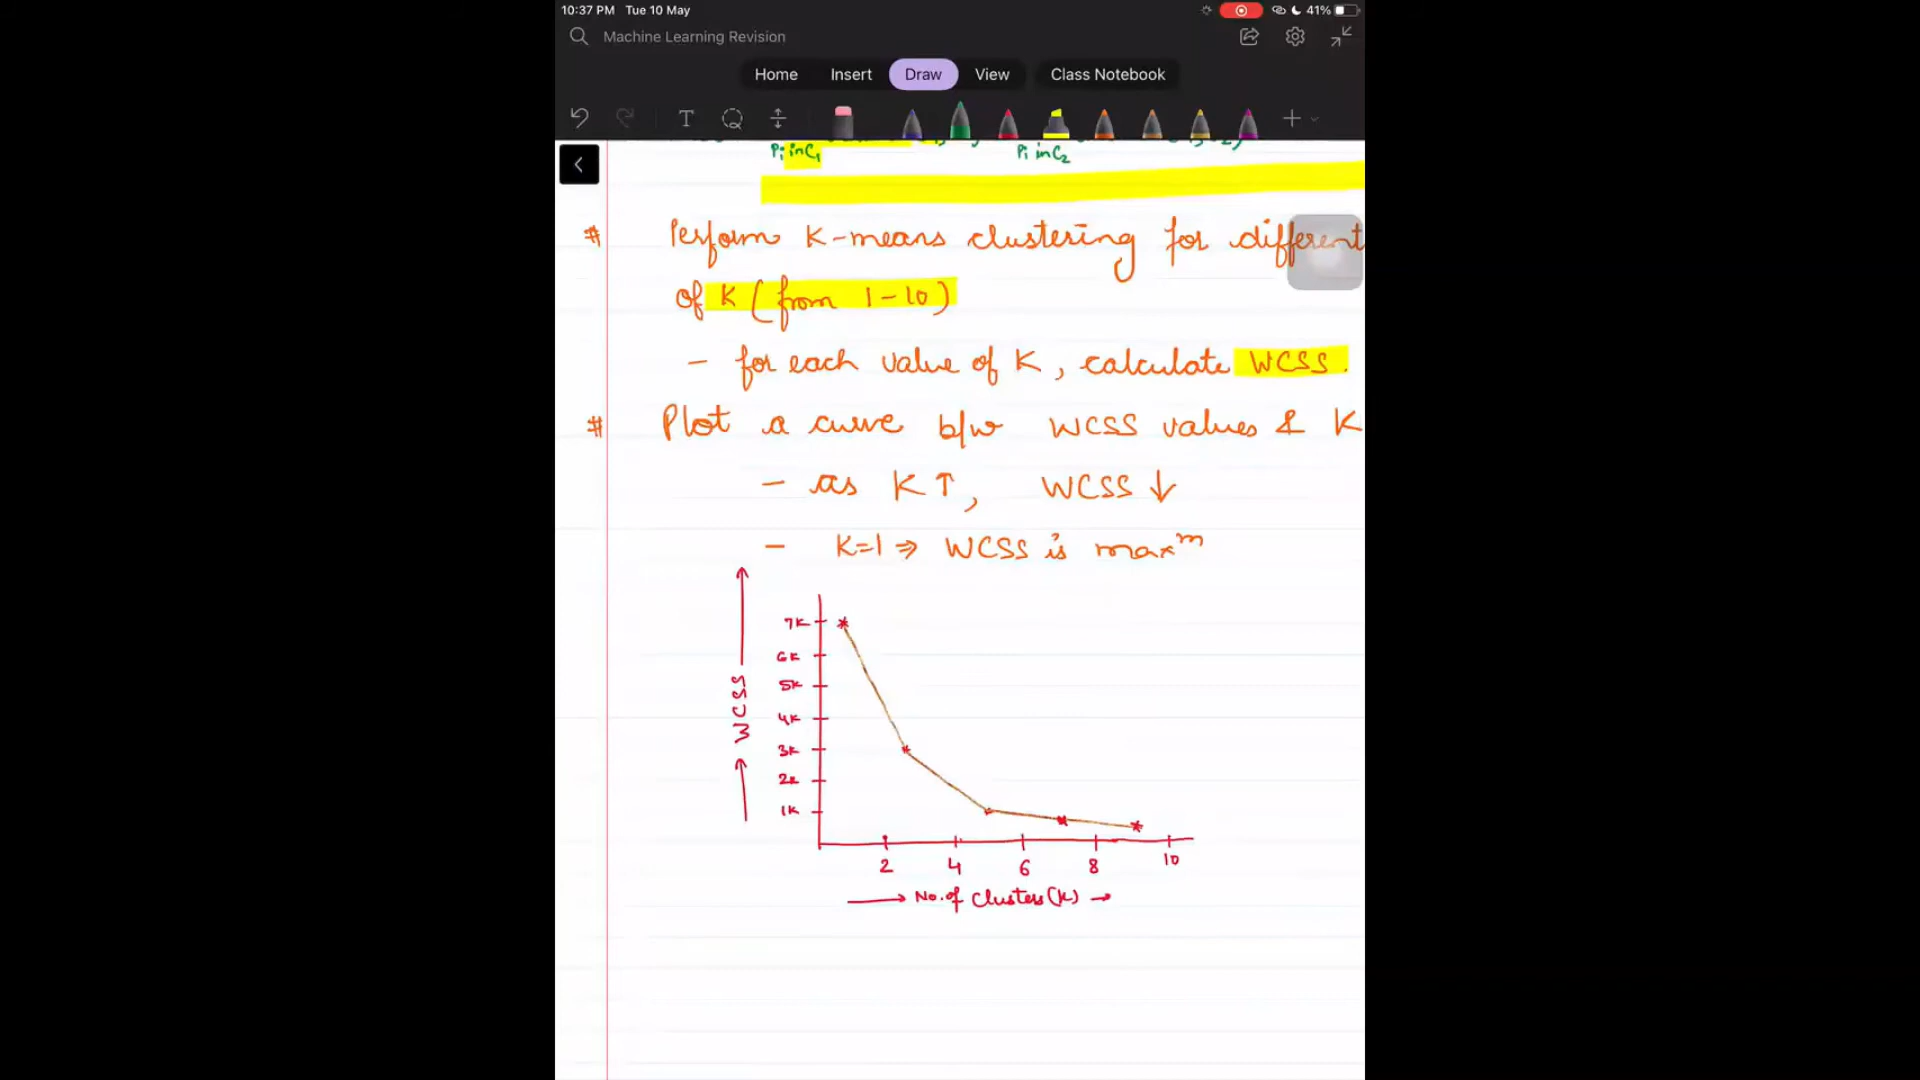 10:37 PM Tue 10 May
41%
Machine Learning Revision
Home Insert Draw View Class Notebook
Pi in C1 Pi in C2
# Perform K-means clustering for different
of K (from 1-10)
- for each value of K, calculate WCSS.
# Plot a curve b/w WCSS values & K
- as K↑, WCSS ↓
- K=1 ⇒ WCSS is maxᵐ
WCSS
7K
6K
5K
4K
3K
2K
1K
2 4 6 8 10
→ No. of Clusters (K) →